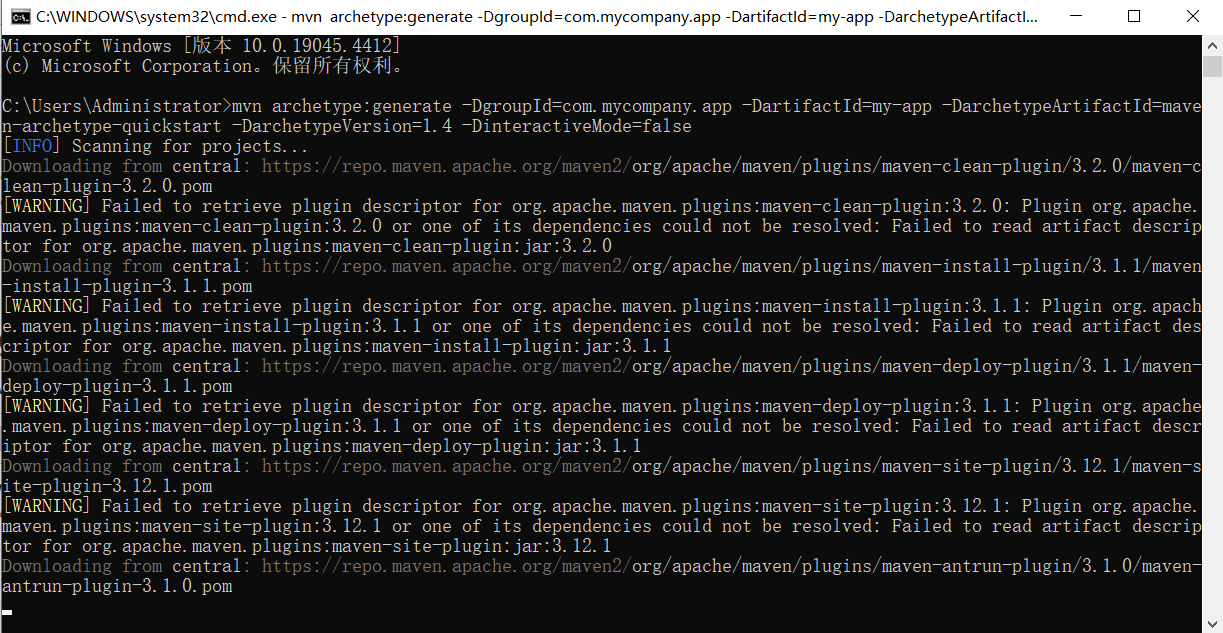 C:\WINDOWS\system32\cmd.exe - mvn archetype:generate -DgroupId=com.mycompany.app -DartifactId=my-app -DarchetypeArtifactI...
Microsoft Windows [版本 10.0.19045.4412]
(c) Microsoft Corporation。保留所有权利。
C:\Users\Administrator>mvn archetype:generate -DgroupId=com.mycompany.app -DartifactId=my-app -DarchetypeArtifactId=mave
n-archetype-quickstart -DarchetypeVersion=1.4 -DinteractiveMode=false
[INFO] Scanning for projects...
Downloading from central: https://repo.maven.apache.org/maven2/org/apache/maven/plugins/maven-clean-plugin/3.2.0/maven-c
lean-plugin-3.2.0.pom
[WARNING] Failed to retrieve plugin descriptor for org.apache.maven.plugins:maven-clean-plugin:3.2.0: Plugin org.apache.
maven.plugins:maven-clean-plugin:3.2.0 or one of its dependencies could not be resolved: Failed to read artifact descrip
tor for org.apache.maven.plugins:maven-clean-plugin:jar:3.2.0
Downloading from central: https://repo.maven.apache.org/maven2/org/apache/maven/plugins/maven-install-plugin/3.1.1/maven
-install-plugin-3.1.1.pom
[WARNING] Failed to retrieve plugin descriptor for org.apache.maven.plugins:maven-install-plugin:3.1.1: Plugin org.apach
e.maven.plugins:maven-install-plugin:3.1.1 or one of its dependencies could not be resolved: Failed to read artifact des
criptor for org.apache.maven.plugins:maven-install-plugin:jar:3.1.1
Downloading from central: https://repo.maven.apache.org/maven2/org/apache/maven/plugins/maven-deploy-plugin/3.1.1/maven-
deploy-plugin-3.1.1.pom
[WARNING] Failed to retrieve plugin descriptor for org.apache.maven.plugins:maven-deploy-plugin:3.1.1: Plugin org.apache
.maven.plugins:maven-deploy-plugin:3.1.1 or one of its dependencies could not be resolved: Failed to read artifact descr
iptor for org.apache.maven.plugins:maven-deploy-plugin:jar:3.1.1
Downloading from central: https://repo.maven.apache.org/maven2/org/apache/maven/plugins/maven-site-plugin/3.12.1/maven-s
ite-plugin-3.12.1.pom
[WARNING] Failed to retrieve plugin descriptor for org.apache.maven.plugins:maven-site-plugin:3.12.1: Plugin org.apache.
maven.plugins:maven-site-plugin:3.12.1 or one of its dependencies could not be resolved: Failed to read artifact descrip
tor for org.apache.maven.plugins:maven-site-plugin:jar:3.12.1
Downloading from central: https://repo.maven.apache.org/maven2/org/apache/maven/plugins/maven-antrun-plugin/3.1.0/maven-
antrun-plugin-3.1.0.pom